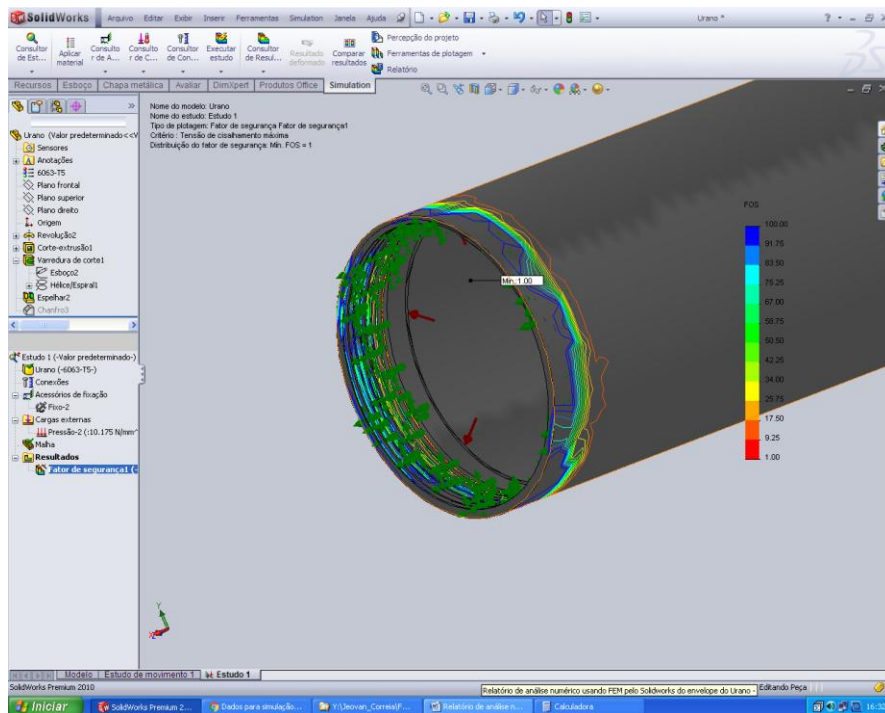 SolidWorks Arquivo Editar Exibir Inserir Ferramentas Simulation Janela Ajuda Urano *
Consultor de Est...
Aplicar material
Consulto r de A...
Consulto r de C...
Consultor de Con...
Executar estudo
Consultor de Resul...
Resultado deformado
Comparar resultados
Percepção do projeto
Ferramentas de plotagem
Relatório
Recursos Esboço Chapa metálica Avaliar DimXpert Produtos Office Simulation
Urano (Valor predeterminado<<V
Sensores
Anotações
6063-T5
Plano frontal
Plano superior
Plano direito
Origem
Revolução2
Corte-extrusão1
Varredura de corte1
Esboço2
Hélice/Espiral1
Espelhar2
Chanfro3
Estudo 1 (-Valor predeterminado-)
Urano (-6063-T5-)
Conexões
Acessórios de fixação
Fixo-2
Cargas externas
Pressão-2 (:10.175 N/mm^
Malha
Resultados
Fator de segurança1 (-
Nome do modelo: Urano
Nome do estudo: Estudo 1
Tipo de plotagem: Fator de segurança Fator de segurança1
Critério : Tensão de cisalhamento máxima
Distribuição do fator de segurança: Mín. FOS = 1
Mín.:1.00
FOS
100.00
91.75
83.50
75.25
67.00
58.75
50.50
42.25
34.00
25.75
17.50
9.25
1.00
Y
X
Z
Modelo Estudo de movimento 1 Estudo 1
SolidWorks Premium 2010
Relatório de análise numérico usando FEM pelo Solidworks do envelope do Urano -
Editando Peça
Iniciar
SolidWorks Premium 2...
Dados para simulação...
Y:\Jeovan_Correia\F...
Relatório de análise n...
Calculadora
16:32